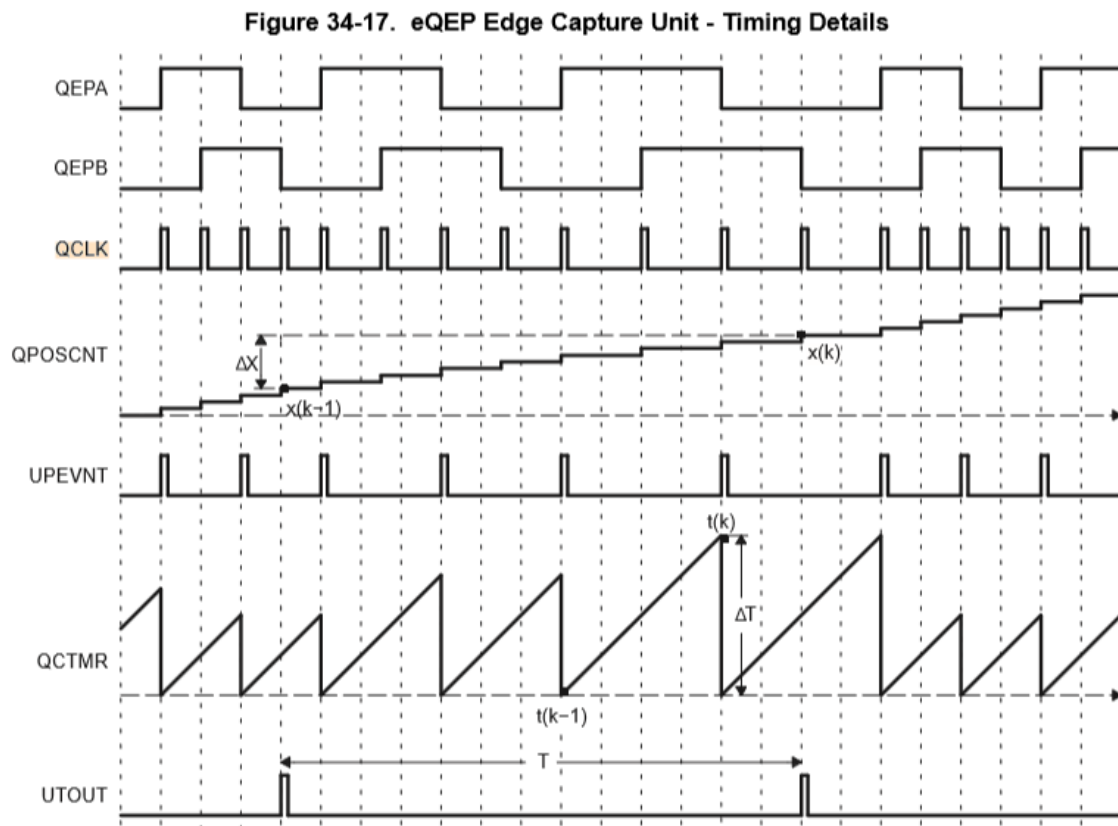 Figure 34-17. eQEP Edge Capture Unit - Timing Details
QEPA
QEPB
QCLK
QPOSCNT
ΔX
x(k−1)
x(k)
UPEVNT
t(k)
ΔT
QCTMR
t(k−1)
T
UTOUT